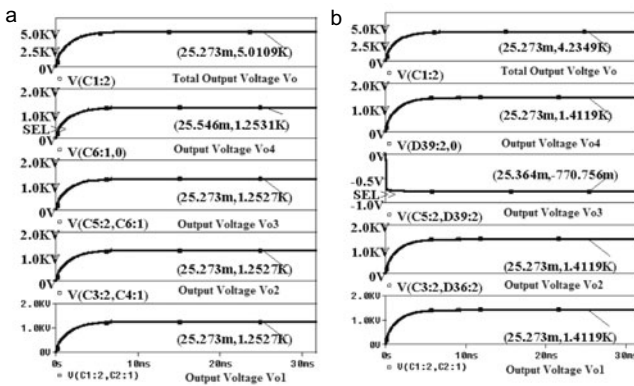 a
5.0KV
2.5KV
0V
(25.273m,5.0109K)
V(C1:2)
Total Output Voltage Vo
2.0KV
1.0KV
SEL>
0V
(25.546m,1.2531K)
V(C6:1,0)
Output Voltage Vo4
2.0KV
1.0KV
0V
(25.273m,1.2527K)
V(C5:2,C6:1)
Output Voltage Vo3
2.0KV
1.0KV
0V
(25.273m,1.2527K)
V(C3:2,C4:1)
Output Voltage Vo2
2.0KV
1.0KV
0V
(25.273m,1.2527K)
0s
10ms
20ms
30ms
V(C1:2,C2:1)
Output Voltage Vo1
b
5.0KV
2.5KV
0V
(25.273m,4.2349K)
V(C1:2)
Total Output Voltage Vo
2.0KV
1.0KV
0V
(25.273m,1.4119K)
V(D39:2,0)
Output Voltage Vo4
0V
-0.5V
SEL>
-1.0V
(25.364m,-770.756m)
V(C5:2,D39:2)
Output Voltage Vo3
2.0KV
1.0KV
0V
(25.273m,1.4119K)
V(C3:2,D36:2)
Output Voltage Vo2
2.0KV
1.0KV
0V
(25.273m,1.4119K)
0s
10ms
20ms
30ms
V(C1:2,C2:1)
Output Voltage Vo1